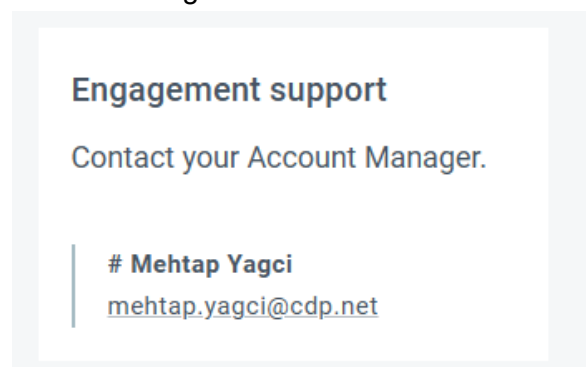 Engagement support
Contact your Account Manager.
# Mehtap Yagci
mehtap.yagci@cdp.net